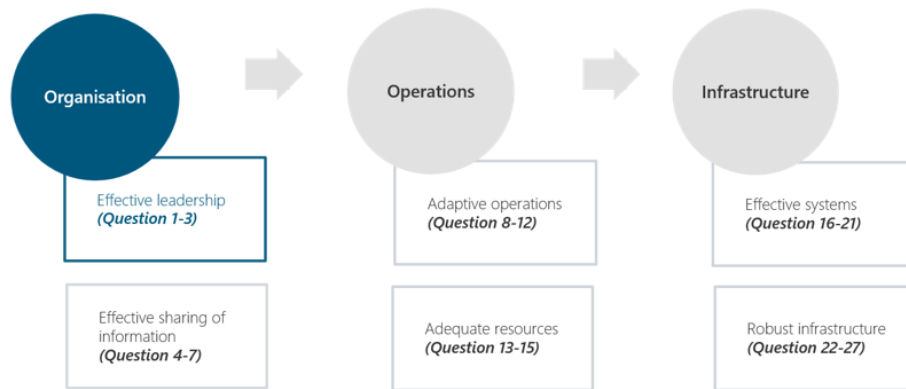 Organisation
Operations
Infrastructure
Effective leadership
(Question 1-3)
Adaptive operations
(Question 8-12)
Effective systems
(Question 16-21)
Effective sharing of
information
(Question 4-7)
Adequate resources
(Question 13-15)
Robust infrastructure
(Question 22-27)